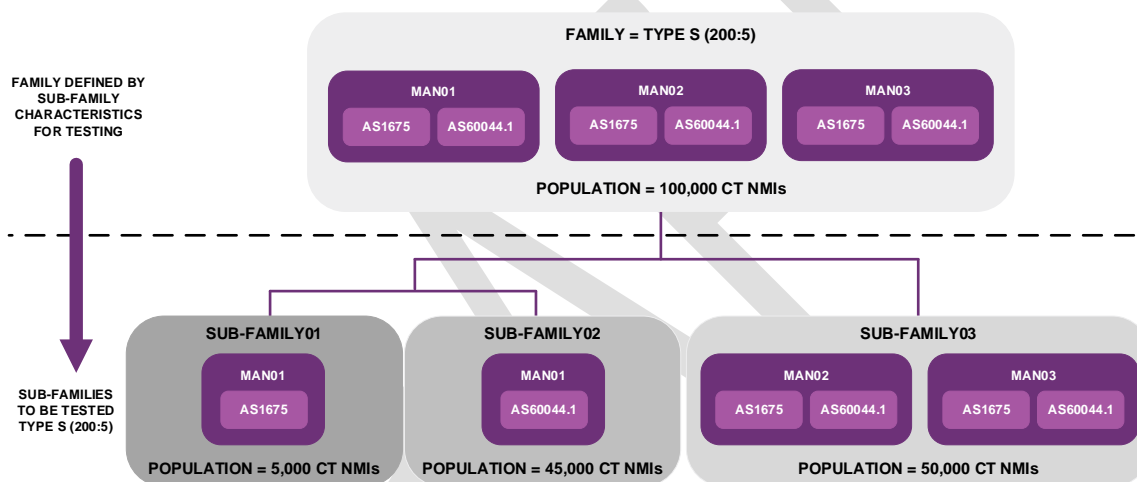 FAMILY = TYPE S (200:5)
FAMILY DEFINED BY
SUB-FAMILY
CHARACTERISTICS
FOR TESTING
MAN01
AS1675
AS60044.1
MAN02
AS1675
AS60044.1
MAN03
AS1675
AS60044.1
POPULATION = 100,000 CT NMIs
SUB-FAMILIES
TO BE TESTED
TYPE S (200:5)
SUB-FAMILY01
MAN01
AS1675
POPULATION = 5,000 CT NMIs
SUB-FAMILY02
MAN01
AS60044.1
POPULATION = 45,000 CT NMIs
SUB-FAMILY03
MAN02
AS1675
AS60044.1
MAN03
AS1675
AS60044.1
POPULATION = 50,000 CT NMIs